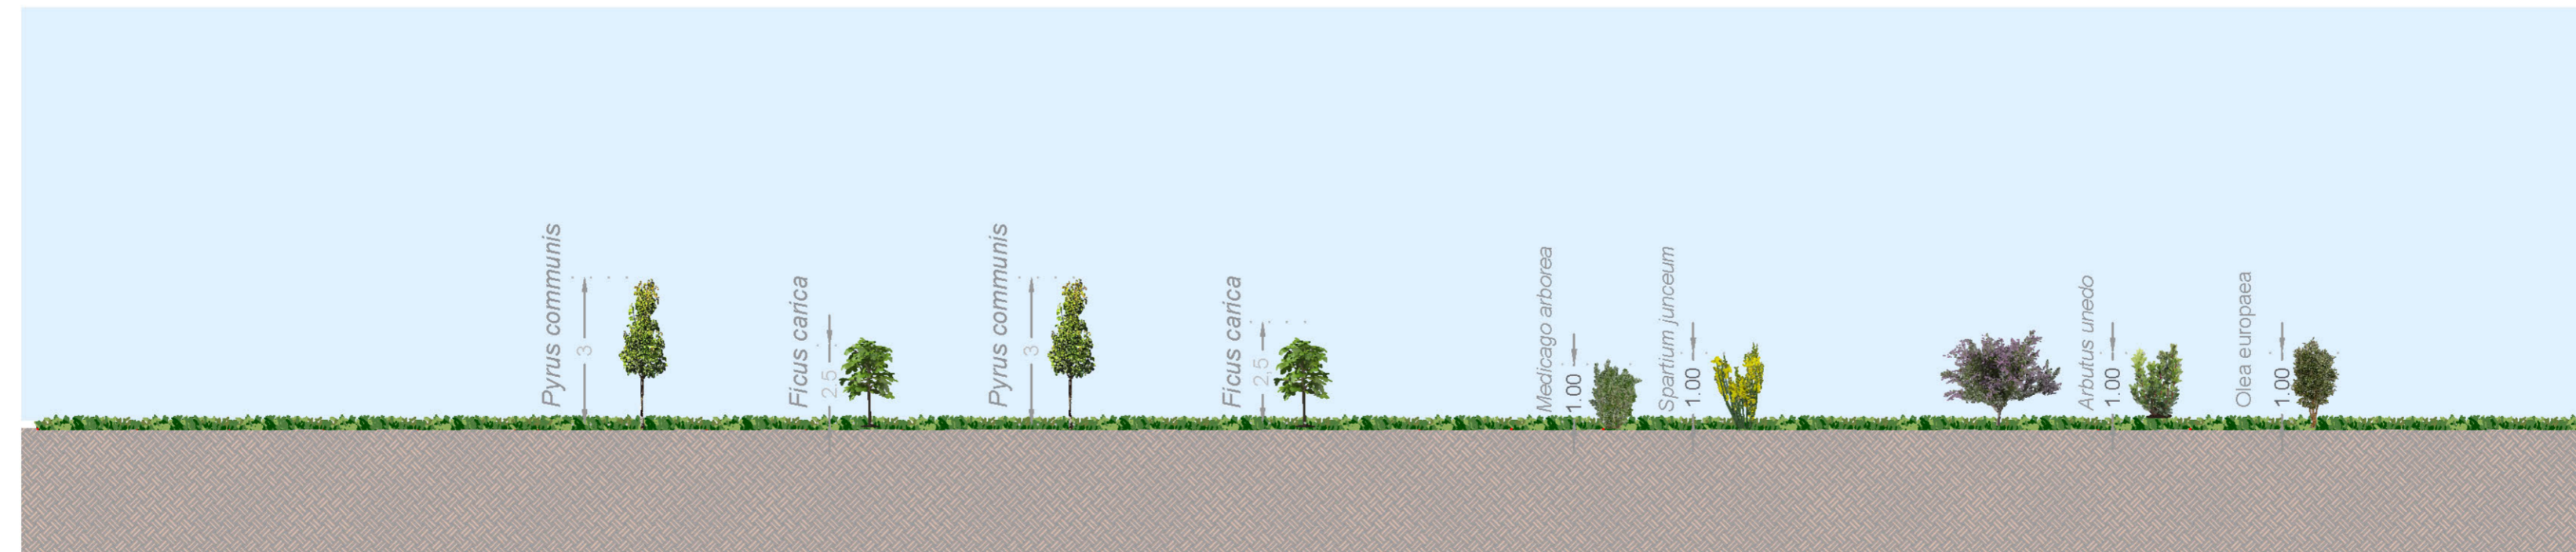 Pyrus communis
3
Ficus carica
2.5
Pyrus communis
3
Ficus carica
2,5
Medicago arborea
1.00
Spartium junceum
1.00
Arbutus unedo
1.00
Olea europaea
1.00